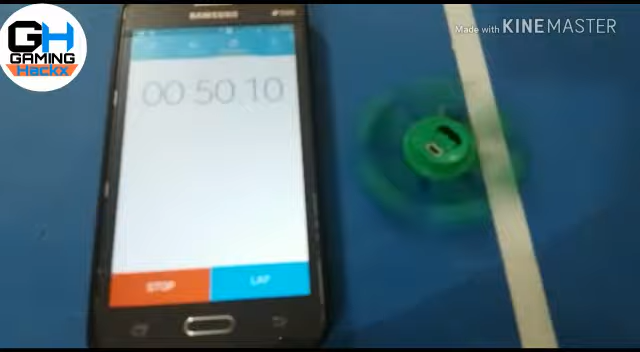 GH
GAMING
Hackx
SAMSUNG
Made with KINEMASTER
00 50.10
STOP
LAP